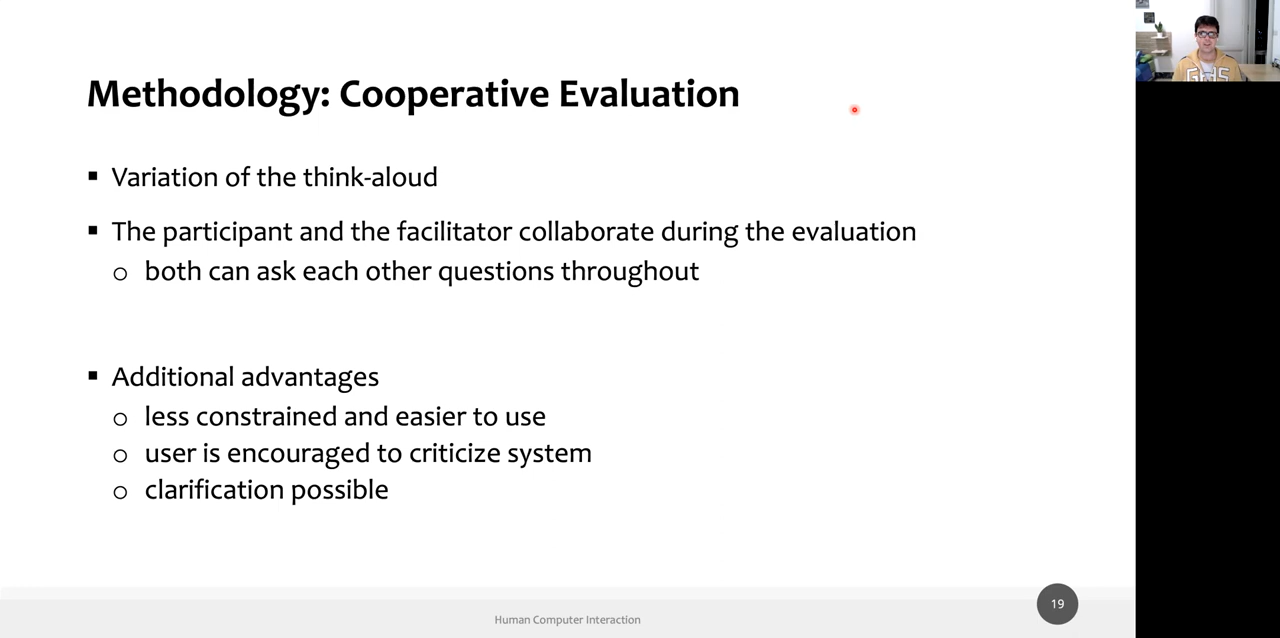 Methodology: Cooperative Evaluation
▪ Variation of the think-aloud
▪ The participant and the facilitator collaborate during the evaluation
o both can ask each other questions throughout
▪ Additional advantages
o less constrained and easier to use
o user is encouraged to criticize system
o clarification possible
19
Human Computer Interaction